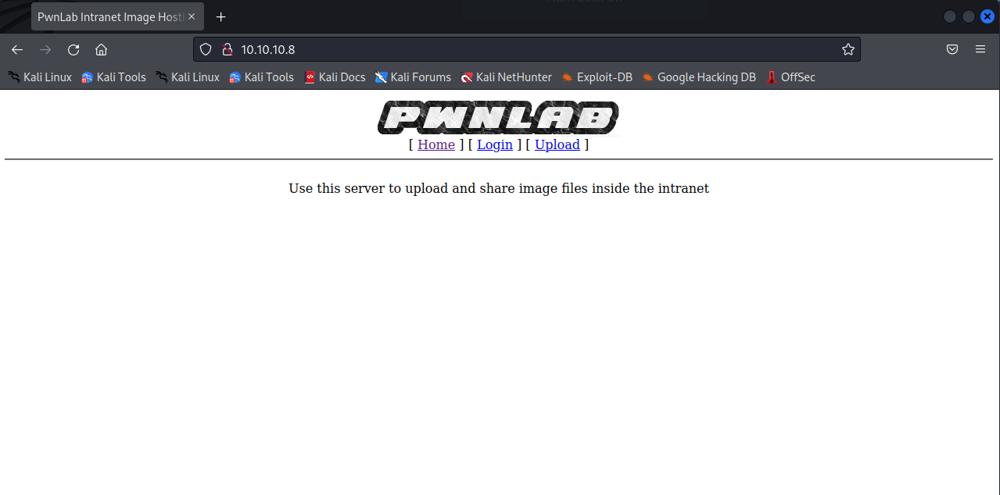 PwnLab Intranet Image Hosti
10.10.10.8
Kali Linux Kali Tools Kali Linux Kali Tools Kali Docs Kali Forums Kali NetHunter Exploit-DB Google Hacking DB OffSec
PWNLAB
[ Home ] [ Login ] [ Upload ]
Use this server to upload and share image files inside the intranet